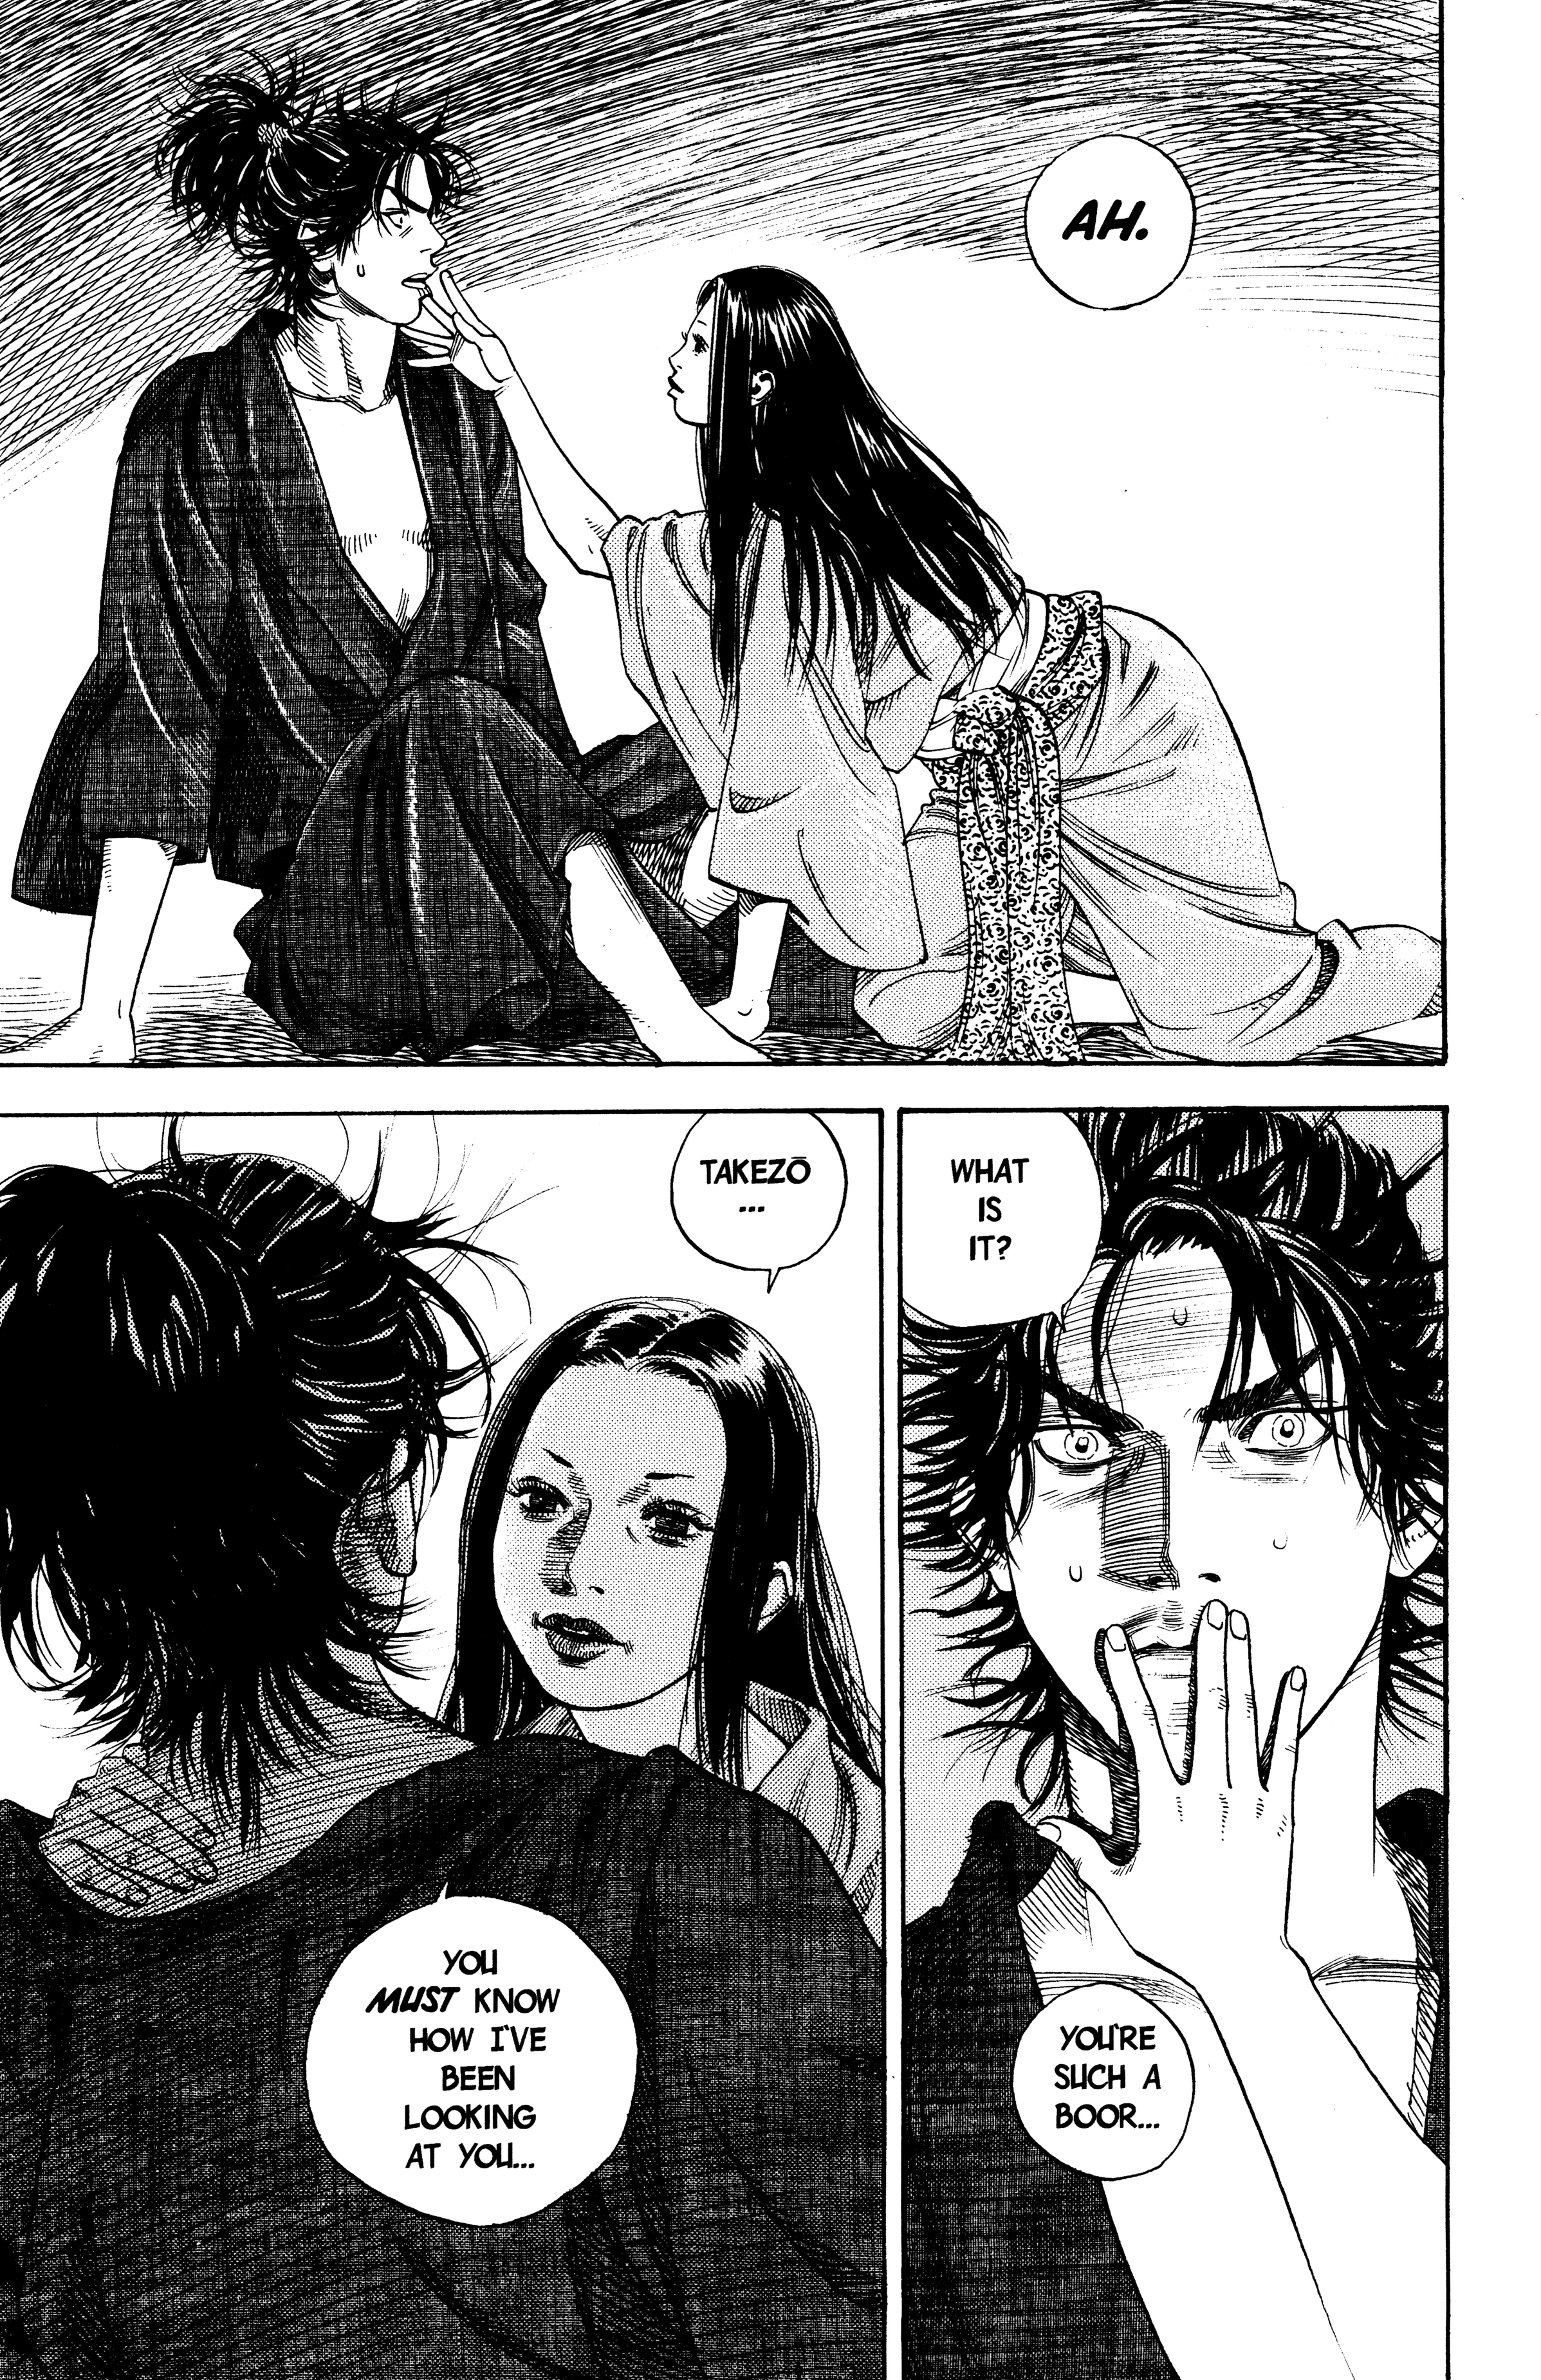 AH.
WHAT
IS
IT?
YOU'RE
SUCH A
BOOR...
TAKEZŌ
...
YOU
MUST KNOW
HOW I'VE
BEEN
LOOKING
AT YOU...